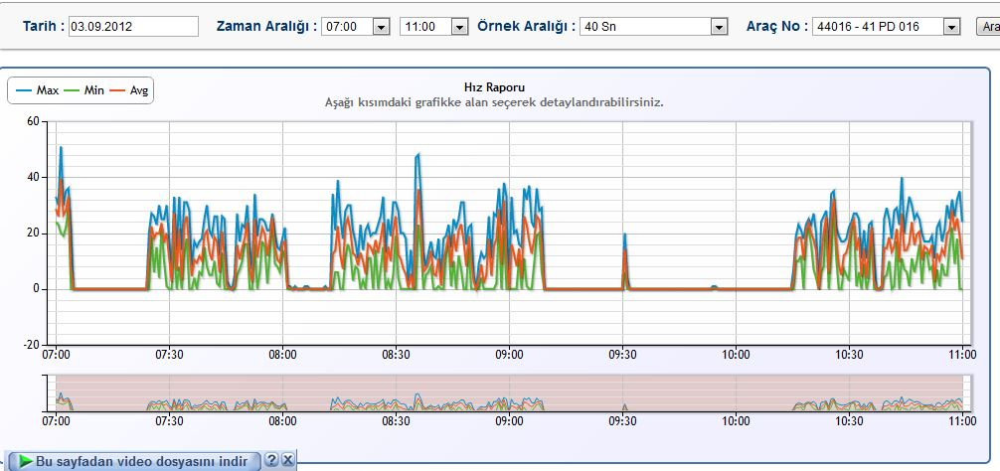 Tarih : 03.09.2012 Zaman Aralığı : 07:00 11:00 Örnek Aralığı : 40 Sn Araç No : 44016 - 41 PD 016 Ara
Max Min Avg
Hız Raporu
Aşağı kısımdaki grafikke alan seçerek detaylandırabilirsiniz.
60
40
20
0
-20
07:00 07:30 08:00 08:30 09:00 09:30 10:00 10:30 11:00
07:00 07:30 08:00 08:30 09:00 09:30 10:00 10:30 11:00
Bu sayfadan video dosyasını indir ? X